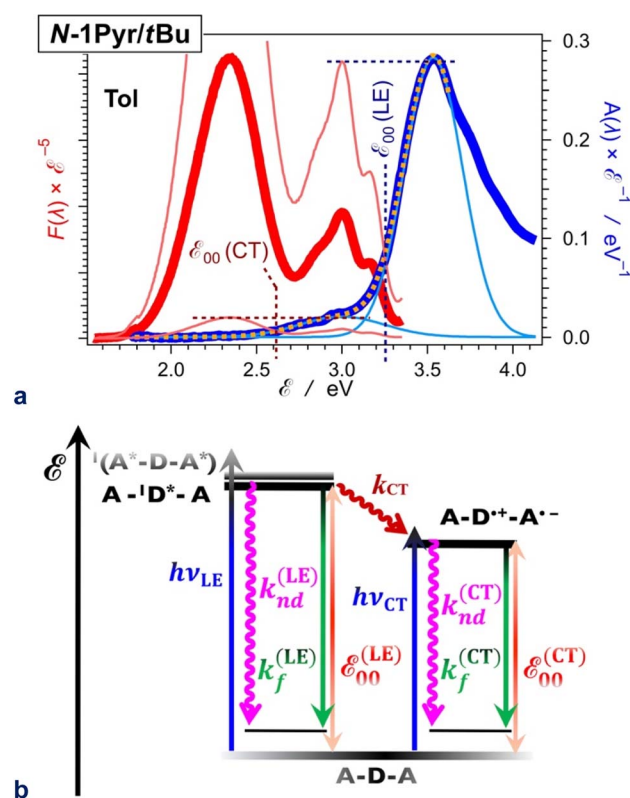 N-1Pyr/tBu
Tol
F(λ) × ℰ⁻⁵
ℰ₀₀ (CT)
ℰ₀₀ (LE)
0.3
0.2
0.1
0.0
A(λ) × ℰ⁻¹ / eV⁻¹
2.0 2.5 3.0 3.5 4.0
ℰ / eV
a
ℰ
¹(A*-D-A*)
A-¹D*-A
k_CT
A-D•⁺-A•⁻
hν_LE
k_nd^(LE)
k_f^(LE)
ℰ₀₀^(LE)
hν_CT
k_nd^(CT)
k_f^(CT)
ℰ₀₀^(CT)
A-D-A
b